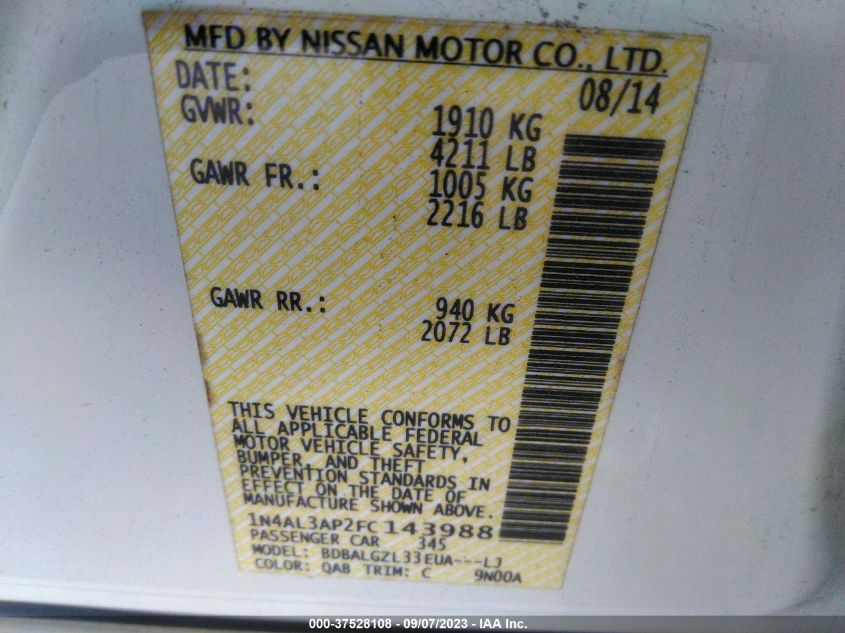 MFD BY NISSAN MOTOR CO., LTD.
DATE: 08/14
GVWR: 1910 KG
4211 LB
GAWR FR.: 1005 KG
2216 LB
GAWR RR.: 940 KG
2072 LB
THIS VEHICLE CONFORMS TO
ALL APPLICABLE FEDERAL
MOTOR VEHICLE SAFETY,
BUMPER, AND THEFT
PREVENTION STANDARDS IN
EFFECT ON THE DATE OF
MANUFACTURE SHOWN ABOVE.
1N4AL3AP2FC143988
PASSENGER CAR 345
MODEL: BDBALGZL33EUA---LJ
COLOR: QAB TRIM: C 9N00A
000-37528108 - 09/07/2023 - IAA Inc.